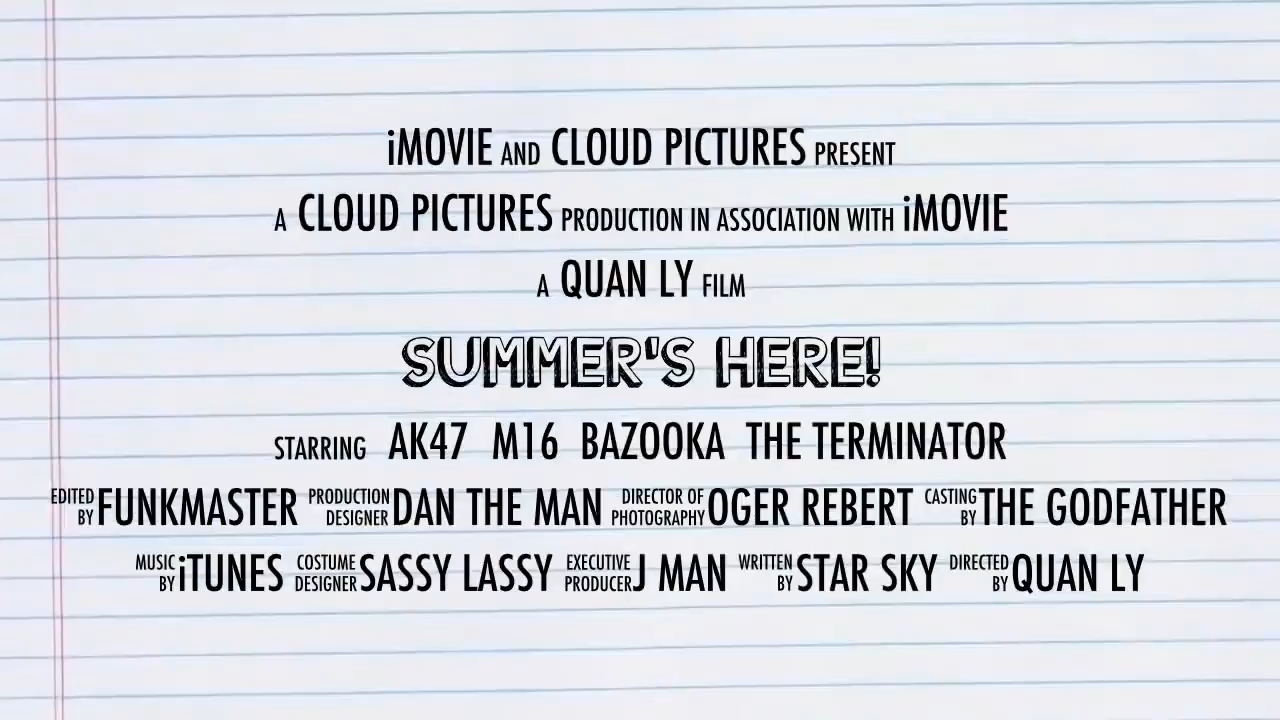 iMOVIE AND CLOUD PICTURES PRESENT
A CLOUD PICTURES PRODUCTION IN ASSOCIATION WITH iMOVIE
A QUAN LY FILM
SUMMER'S HERE!
STARRING AK47 M16 BAZOOKA THE TERMINATOR
EDITED BY FUNKMASTER PRODUCTION DESIGNER DAN THE MAN DIRECTOR OF PHOTOGRAPHY OGER REBERT CASTING BY THE GODFATHER
MUSIC BY iTUNES COSTUME DESIGNER SASSY LASSY EXECUTIVE PRODUCER J MAN WRITTEN BY STAR SKY DIRECTED BY QUAN LY